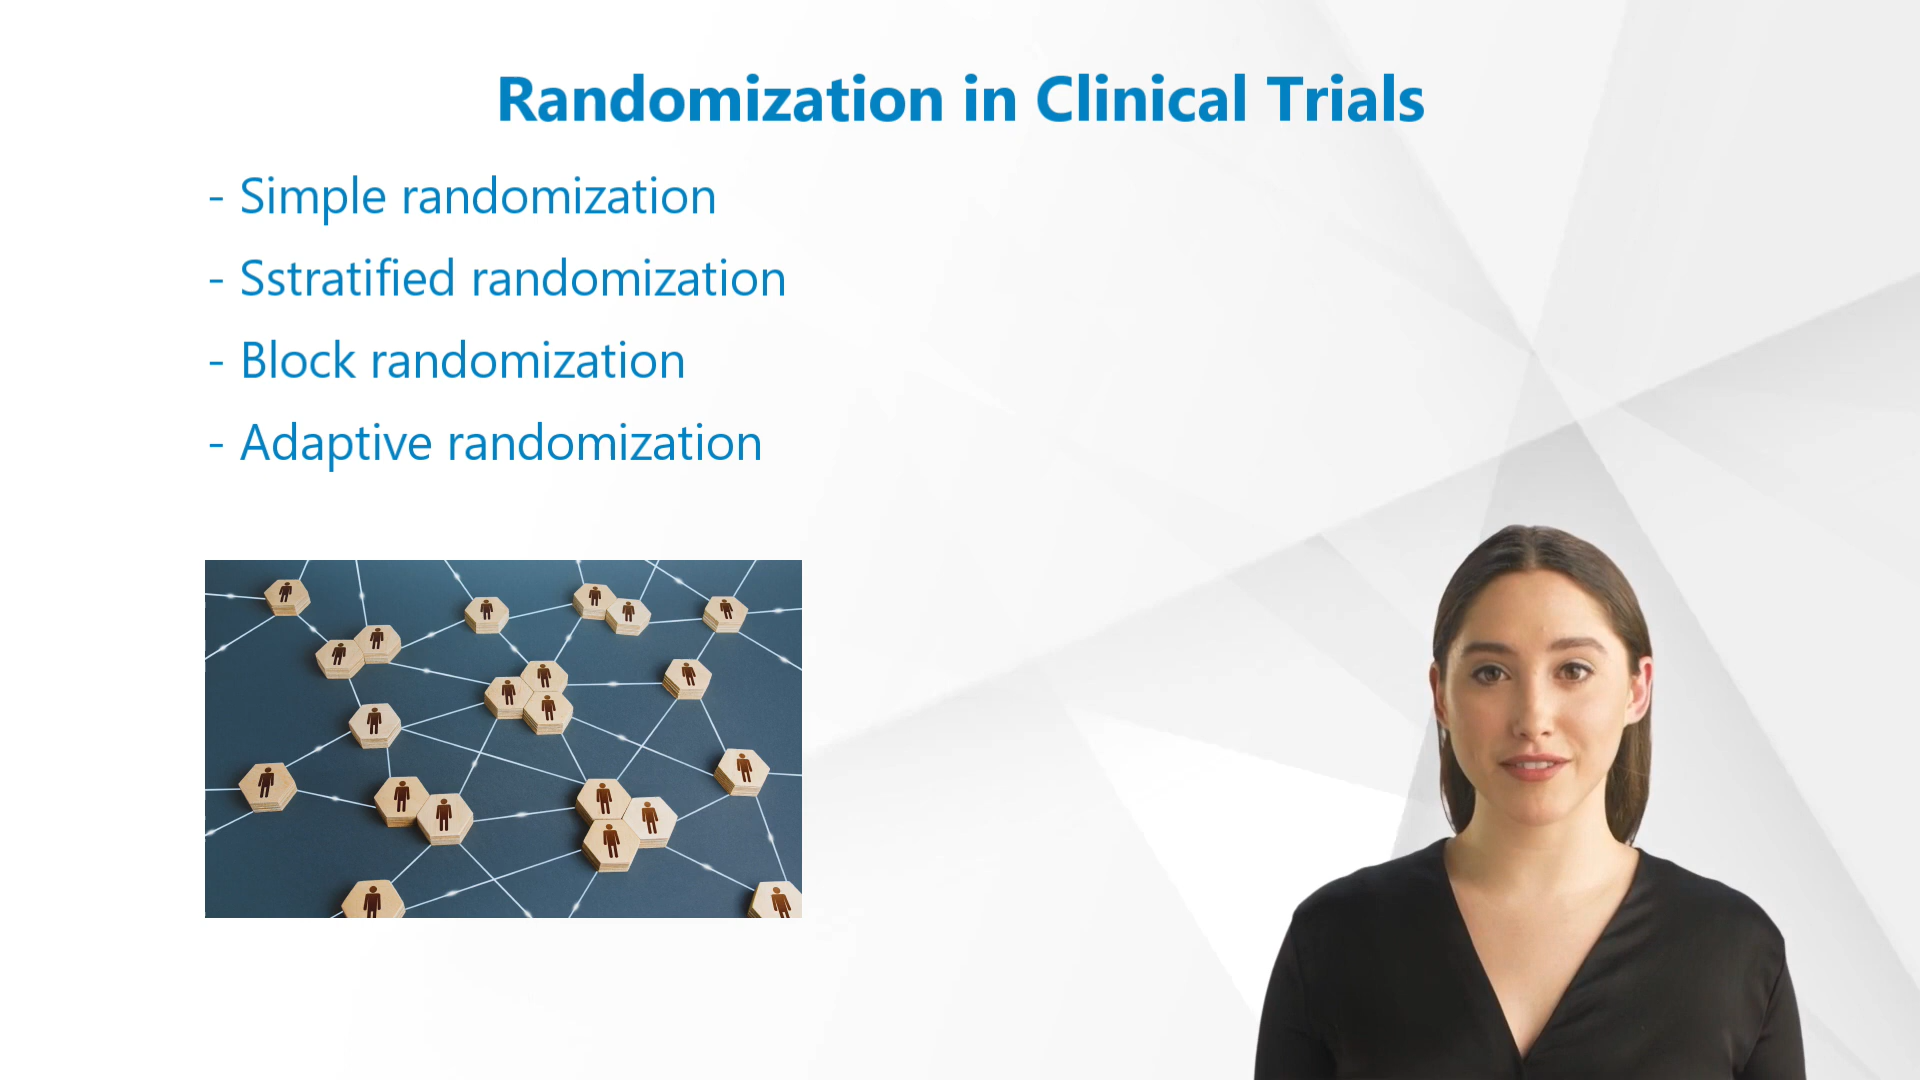 Randomization in Clinical Trials
- Simple randomization
- Sstratified randomization
- Block randomization
- Adaptive randomization